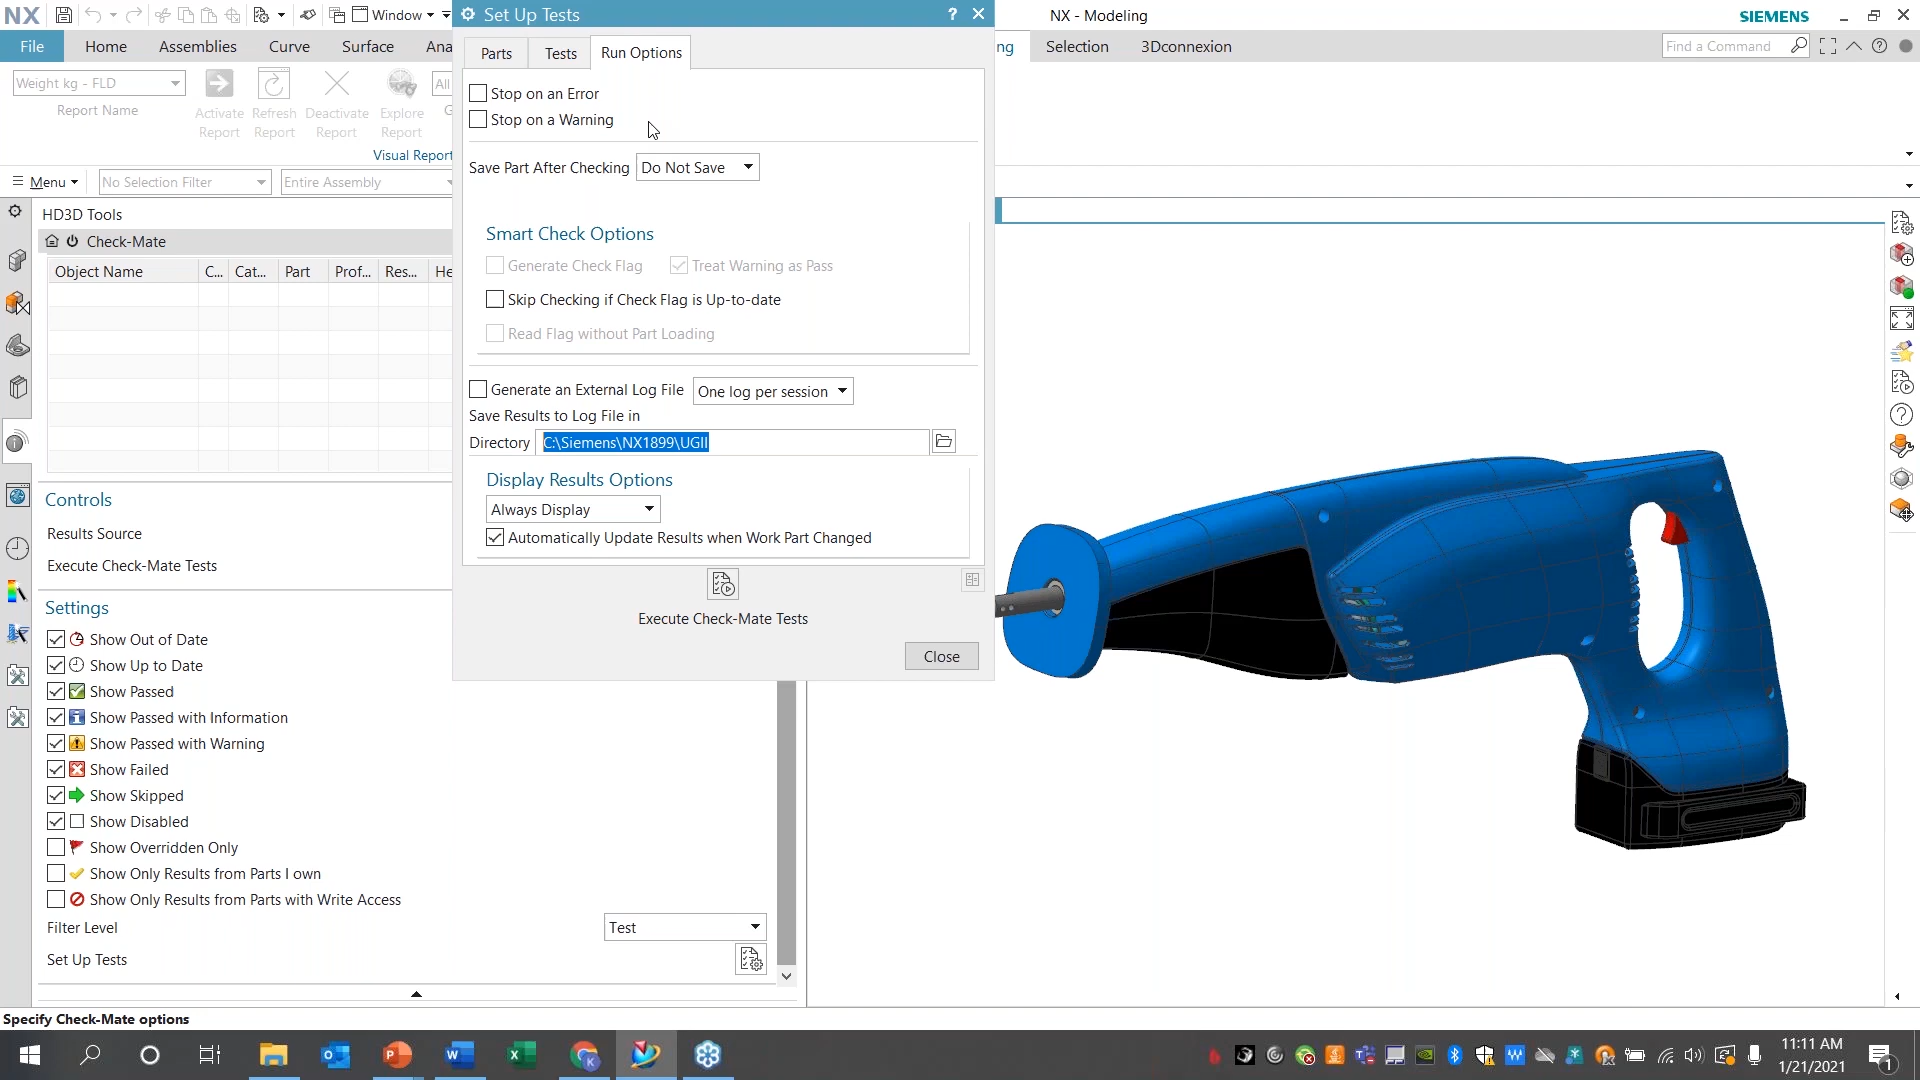 NX
Window
Set Up Tests
?
NX - Modeling
SIEMENS
File
Home
Assemblies
Curve
Surface
Ana
ng
Selection
3Dconnexion
Find a Command
Parts
Tests
Run Options
Weight kg - FLD
All
Report Name
Activate Report
Refresh Report
Deactivate Report
Explore Report
G
Visual Report
Menu
No Selection Filter
Entire Assembly
Stop on an Error
Stop on a Warning
Save Part After Checking
Do Not Save
Smart Check Options
Generate Check Flag
Treat Warning as Pass
Skip Checking if Check Flag is Up-to-date
Read Flag without Part Loading
Generate an External Log File
One log per session
Save Results to Log File in
Directory
C:\Siemens\NX1899\UGII
Display Results Options
Always Display
Automatically Update Results when Work Part Changed
Execute Check-Mate Tests
Close
HD3D Tools
Check-Mate
Object Name
C...
Cat...
Part
Prof...
Res...
He
Controls
Results Source
Execute Check-Mate Tests
Settings
Show Out of Date
Show Up to Date
Show Passed
Show Passed with Information
Show Passed with Warning
Show Failed
Show Skipped
Show Disabled
Show Overridden Only
Show Only Results from Parts I own
Show Only Results from Parts with Write Access
Filter Level
Test
Set Up Tests
Specify Check-Mate options
11:11 AM
1/21/2021
1